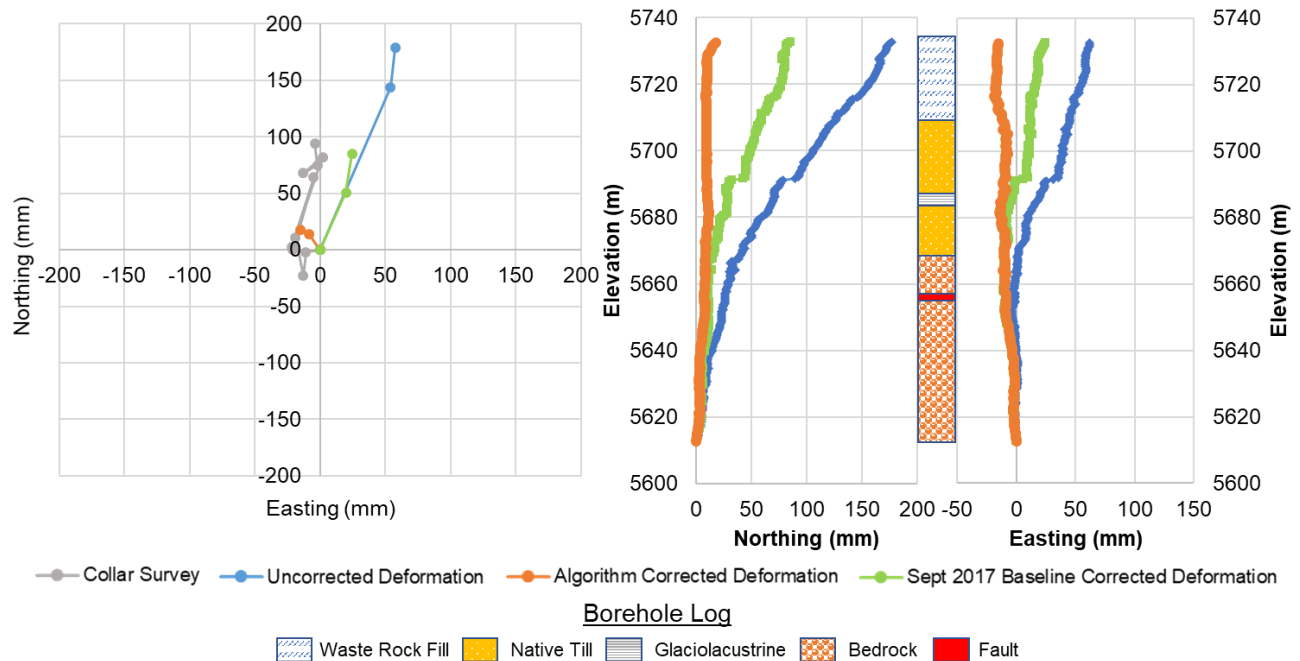 200
150
100
50
0
-50
-100
-150
-200
-200 -150 -100 -50 0 50 100 150 200
Northing (mm)
Easting (mm)
5740
5720
5700
5680
5660
5640
5620
5600
Elevation (m)
0 50 100 150 200
Northing (mm)
-50 0 50 100 150
Easting (mm)
5740
5720
5700
5680
5660
5640
5620
5600
Elevation (m)
Collar Survey Uncorrected Deformation Algorithm Corrected Deformation Sept 2017 Baseline Corrected Deformation
Borehole Log
Waste Rock Fill Native Till Glaciolacustrine Bedrock Fault